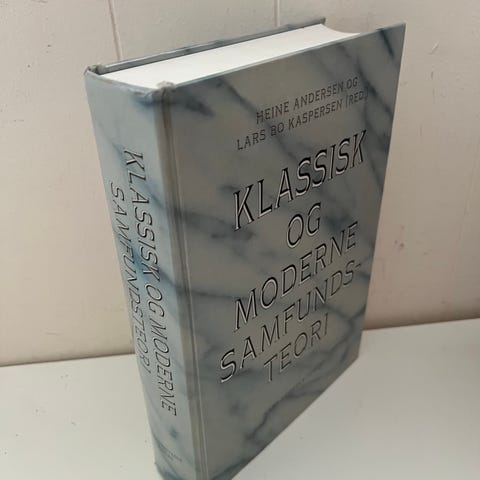 HEINE ANDERSEN OG
LARS BO KASPERSEN (RED.)
KLASSISK
OG
MODERNE
SAMFUNDS-
TEORI
KLASSISK OG MODERNE
SAMFUNDSTEORI